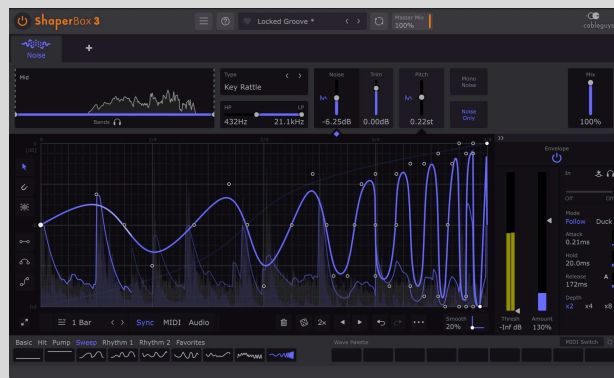 ShaperBox 3
Locked Groove *
Master Mix
100%
cableguys
Noise
+
Mid
Bands
Type
Key Rattle
HP
LP
432Hz
21.1kHz
Noise
-6.25dB
Trim
0.00dB
Pitch
0.22st
Mono
Noise
Noise
Only
Mix
100%
Envelope
In
Off
Mode
Follow
Duck
Attack
0.21ms
Hold
20.0ms
Release
172ms
A
Depth
x2
x4
x8
Thresh
-Inf dB
Amount
130%
1 Bar
Sync
MIDI
Audio
2x
Smooth
20%
Basic
Hit
Pump
Sweep
Rhythm 1
Rhythm 2
Favorites
Wave Palette
MIDI Switch